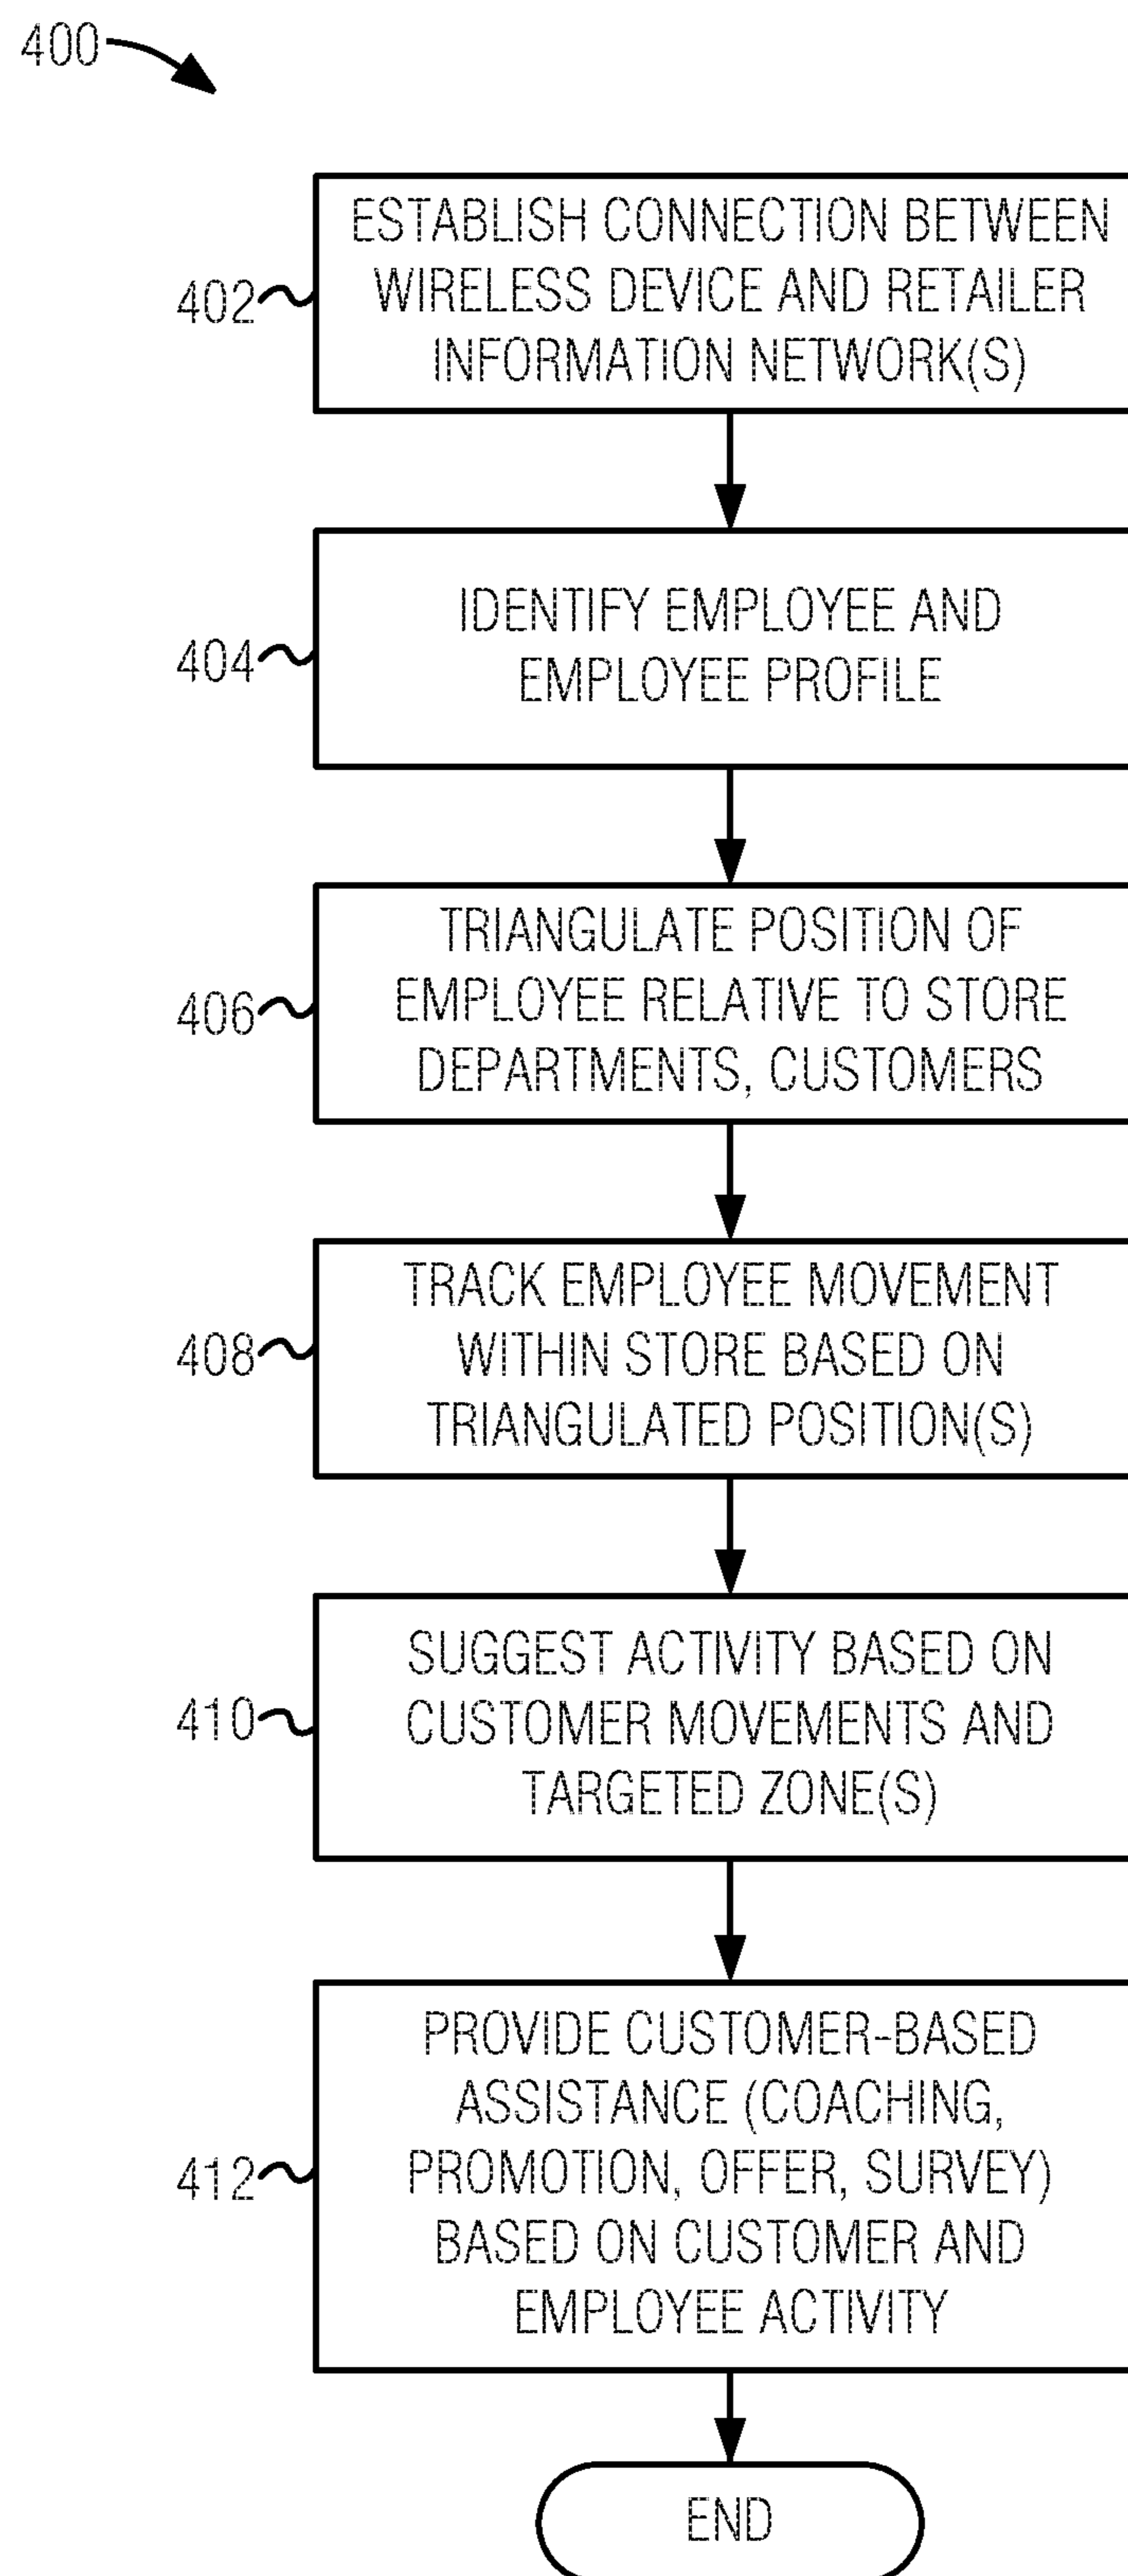 400
ESTABLISH CONNECTION BETWEEN
WIRELESS DEVICE AND RETAILER
INFORMATION NETWORK(S)
402
IDENTIFY EMPLOYEE AND
EMPLOYEE PROFILE
404
TRIANGULATE POSITION OF
EMPLOYEE RELATIVE TO STORE
DEPARTMENTS, CUSTOMERS
406
TRACK EMPLOYEE MOVEMENT
WITHIN STORE BASED ON
TRIANGULATED POSITION(S)
408
SUGGEST ACTIVITY BASED ON
CUSTOMER MOVEMENTS AND
TARGETED ZONE(S)
410
PROVIDE CUSTOMER-BASED
ASSISTANCE (COACHING,
PROMOTION, OFFER, SURVEY)
BASED ON CUSTOMER AND
EMPLOYEE ACTIVITY
412
END